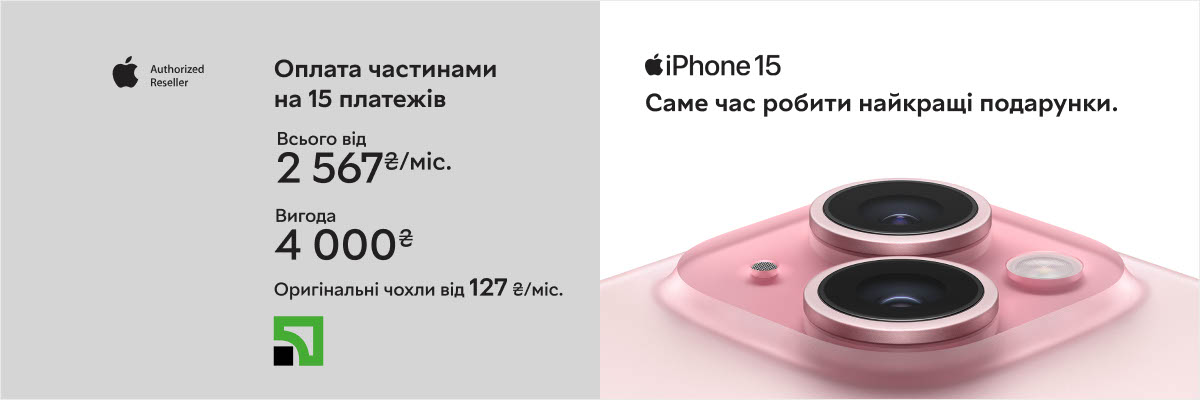 Authorized
Reseller
Оплата частинами
на 15 платежів
Всього від
2 567₴/міс.
Вигода
4 000₴
Оригінальні чохли від 127 ₴/міс.
iPhone 15
Саме час робити найкращі подарунки.